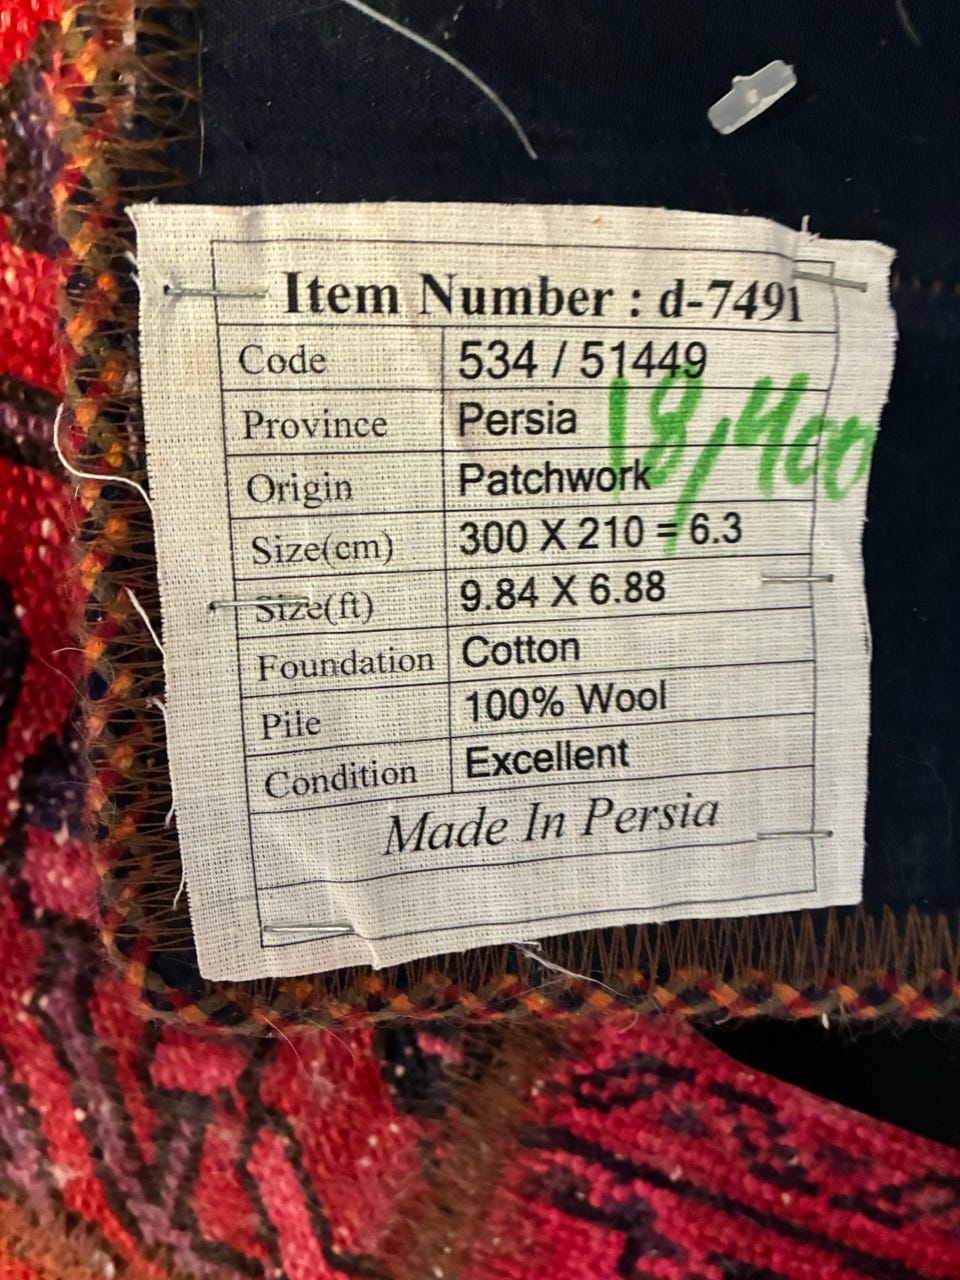 Item Number : d-7491
Code 534 / 51449
Province Persia
18,400
Origin Patchwork
Size(cm) 300 X 210 = 6.3
Size(ft) 9.84 X 6.88
Foundation Cotton
Pile 100% Wool
Condition Excellent
Made In Persia